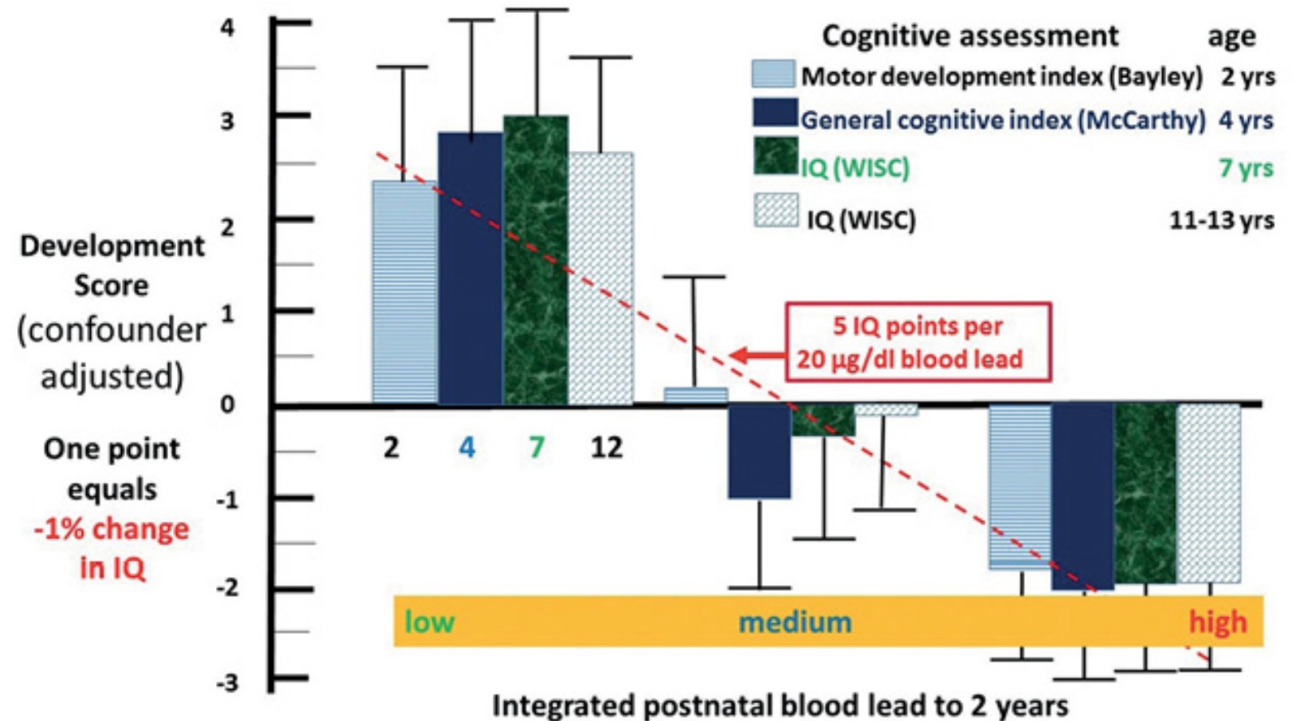 Cognitive assessment age
Motor development index (Bayley) 2 yrs
General cognitive index (McCarthy) 4 yrs
IQ (WISC) 7 yrs
IQ (WISC) 11-13 yrs
4
3
2
1
0
-1
-2
-3
Development
Score
(confounder
adjusted)
One point
equals
-1% change
in IQ
5 IQ points per
20 µg/dl blood lead
2 4 7 12
low medium high
Integrated postnatal blood lead to 2 years